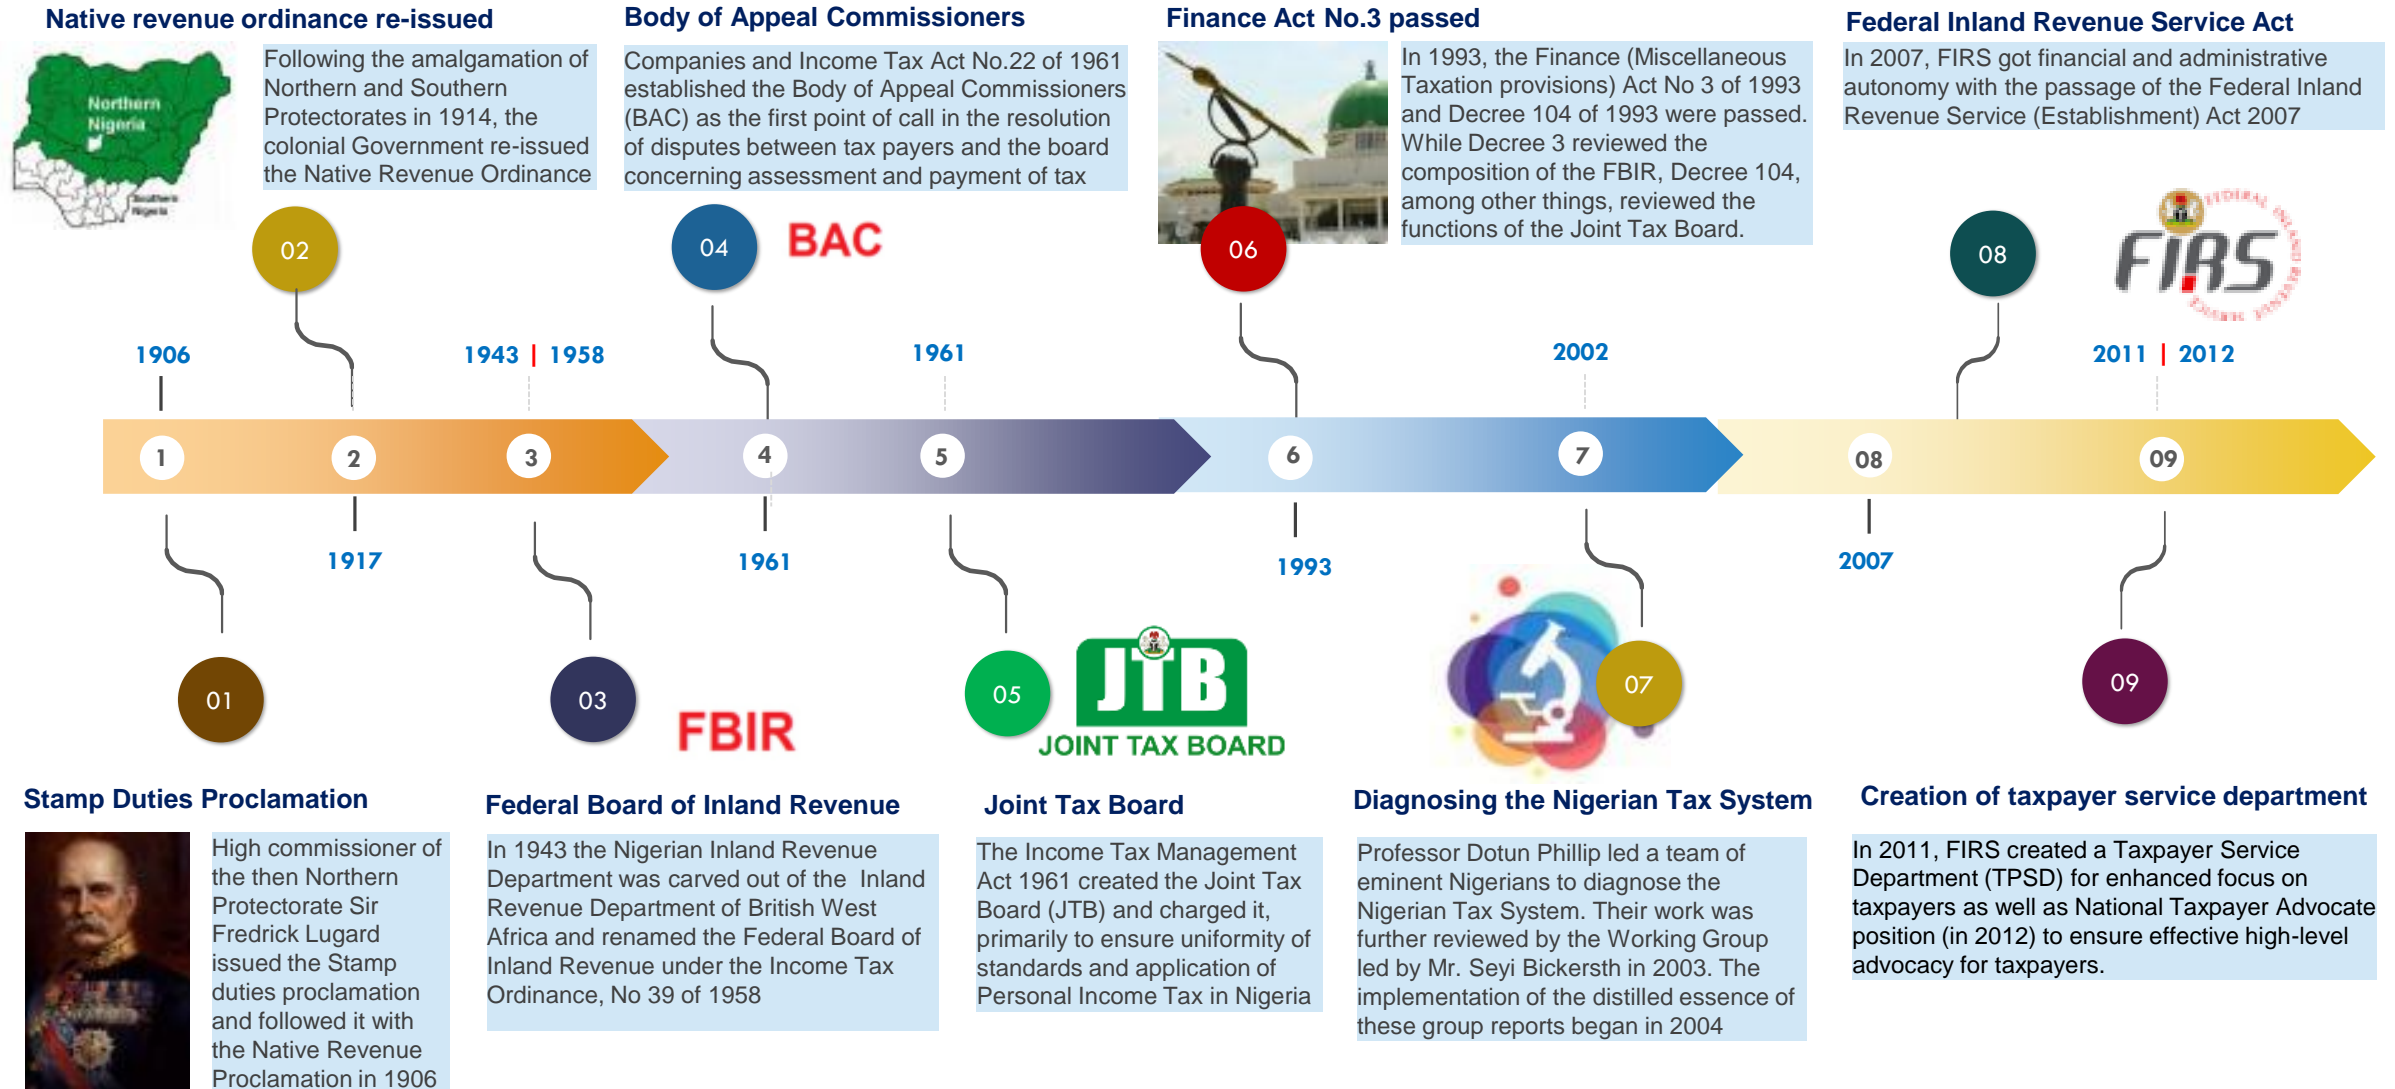 Native revenue ordinance re-issued
Following the amalgamation of
Northern and Southern
Protectorates in 1914, the
colonial Government re-issued
the Native Revenue Ordinance
Northern
Nigeria
Southern
Nigeria
02
Body of Appeal Commissioners
Companies and Income Tax Act No.22 of 1961
established the Body of Appeal Commissioners
(BAC) as the first point of call in the resolution
of disputes between tax payers and the board
concerning assessment and payment of tax
04
BAC
Finance Act No.3 passed
In 1993, the Finance (Miscellaneous
Taxation provisions) Act No 3 of 1993
and Decree 104 of 1993 were passed.
While Decree 3 reviewed the
composition of the FBIR, Decree 104,
among other things, reviewed the
functions of the Joint Tax Board.
06
Federal Inland Revenue Service Act
In 2007, FIRS got financial and administrative
autonomy with the passage of the Federal Inland
Revenue Service (Establishment) Act 2007
08
FIRS
FEDERAL INLAND REVENUE SERVICE
1906
1943 | 1958
1961
2002
2011 | 2012
1
2
3
4
5
6
7
08
09
1917
1961
1993
2007
01
03
FBIR
05
JTB
JOINT TAX BOARD
07
09
Stamp Duties Proclamation
High commissioner of
the then Northern
Protectorate Sir
Fredrick Lugard
issued the Stamp
duties proclamation
and followed it with
the Native Revenue
Proclamation in 1906
Federal Board of Inland Revenue
In 1943 the Nigerian Inland Revenue
Department was carved out of the  Inland
Revenue Department of British West
Africa and renamed the Federal Board of
Inland Revenue under the Income Tax
Ordinance, No 39 of 1958
Joint Tax Board
The Income Tax Management
Act 1961 created the Joint Tax
Board (JTB) and charged it,
primarily to ensure uniformity of
standards and application of
Personal Income Tax in Nigeria
Diagnosing the Nigerian Tax System
Professor Dotun Phillip led a team of
eminent Nigerians to diagnose the
Nigerian Tax System. Their work was
further reviewed by the Working Group
led by Mr. Seyi Bickersth in 2003. The
implementation of the distilled essence of
these group reports began in 2004
Creation of taxpayer service department
In 2011, FIRS created a Taxpayer Service
Department (TPSD) for enhanced focus on
taxpayers as well as National Taxpayer Advocate
position (in 2012) to ensure effective high-level
advocacy for taxpayers.